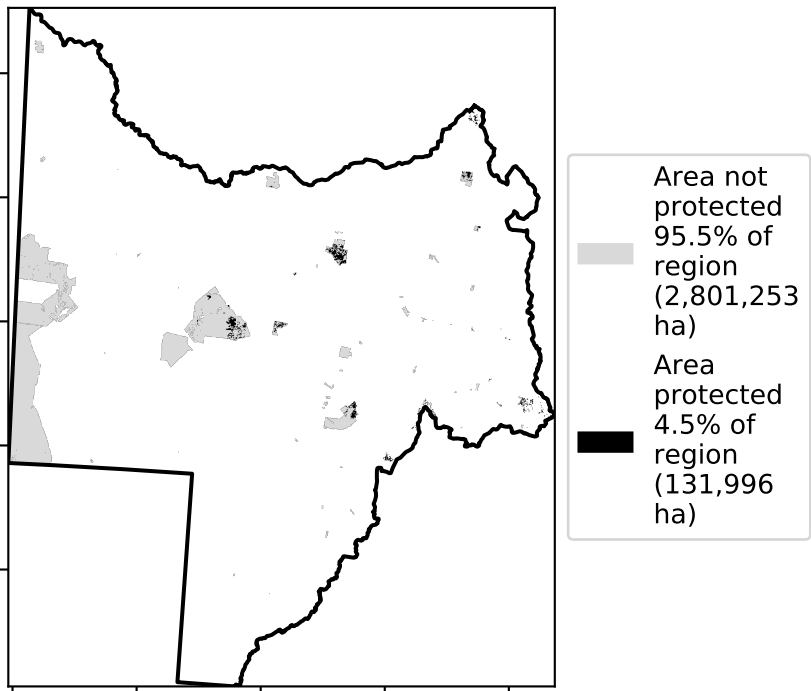 Area not
protected
95.5% of
region
(2,801,253
ha)
Area
protected
4.5% of
region
(131,996
ha)